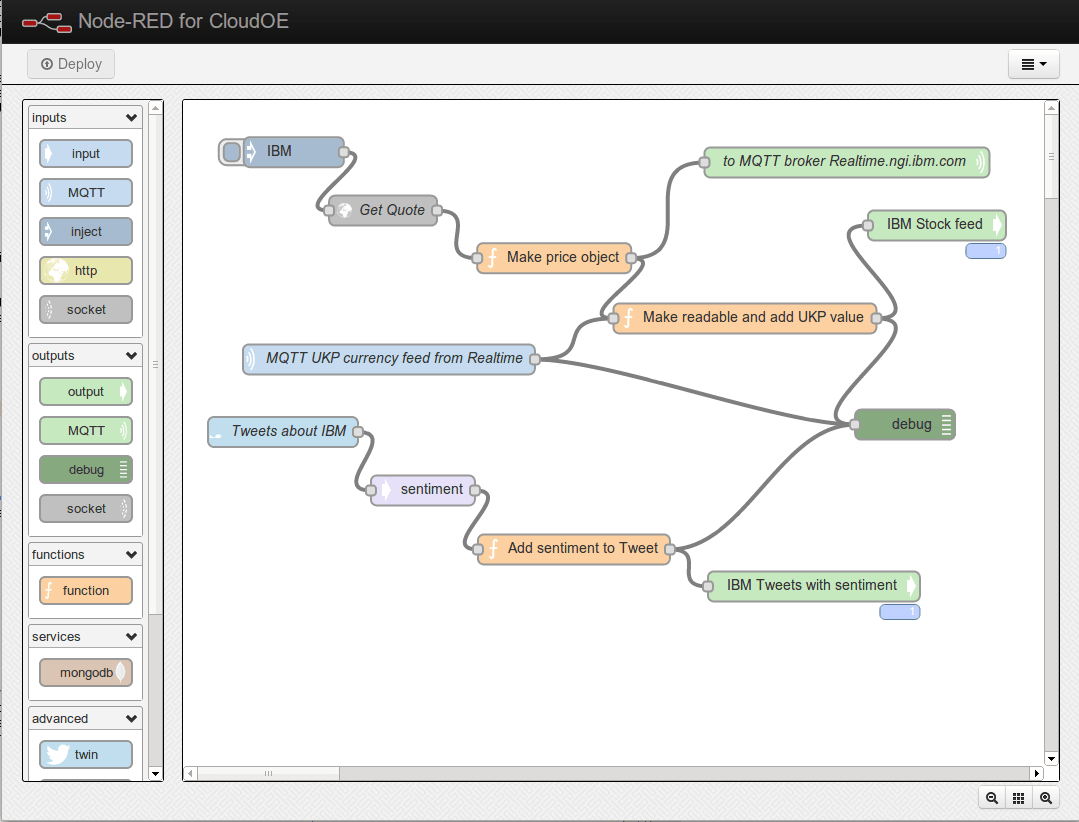 Node-RED for CloudOE
Deploy
inputs
input
MQTT
inject
http
socket
outputs
output
MQTT
debug
socket
functions
function
services
mongodb
advanced
twin
IBM
Get Quote
Make price object
to MQTT broker Realtime.ngi.ibm.com
IBM Stock feed
1
Make readable and add UKP value
MQTT UKP currency feed from Realtime
Tweets about IBM
debug
sentiment
Add sentiment to Tweet
IBM Tweets with sentiment
1